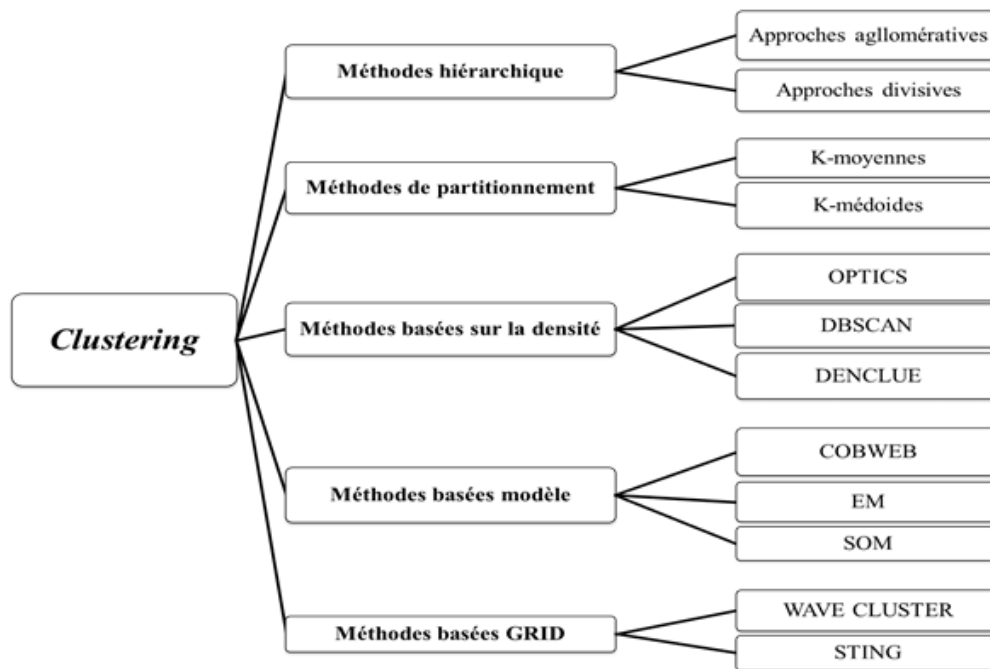 Clustering
Méthodes hiérarchique
Approches agllomératives
Approches divisives
Méthodes de partitionnement
K-moyennes
K-médoides
Méthodes basées sur la densité
OPTICS
DBSCAN
DENCLUE
Méthodes basées modèle
COBWEB
EM
SOM
Méthodes basées GRID
WAVE CLUSTER
STING